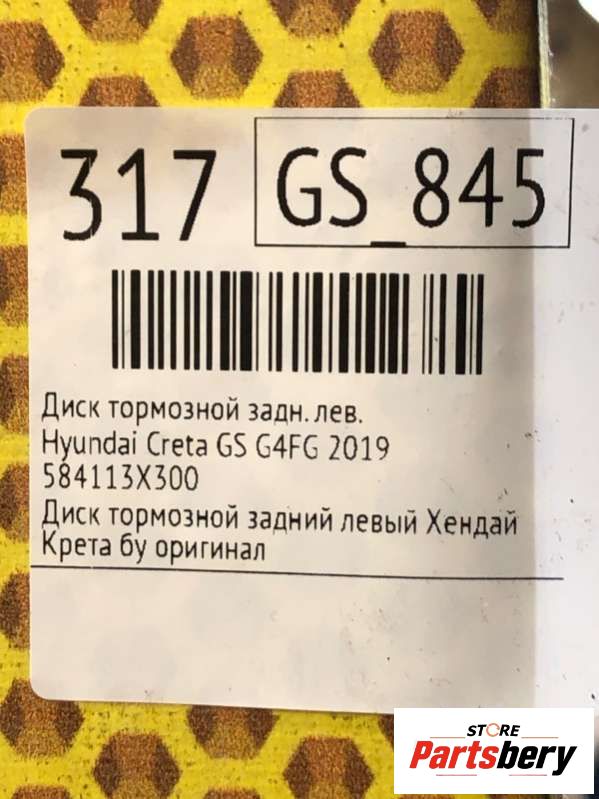 317 GS_845
Диск тормозной задн. лев.
Hyundai Creta GS G4FG 2019
584113X300
Диск тормозной задний левый Хендай
Крета бу оригинал
STORE
Partsbery